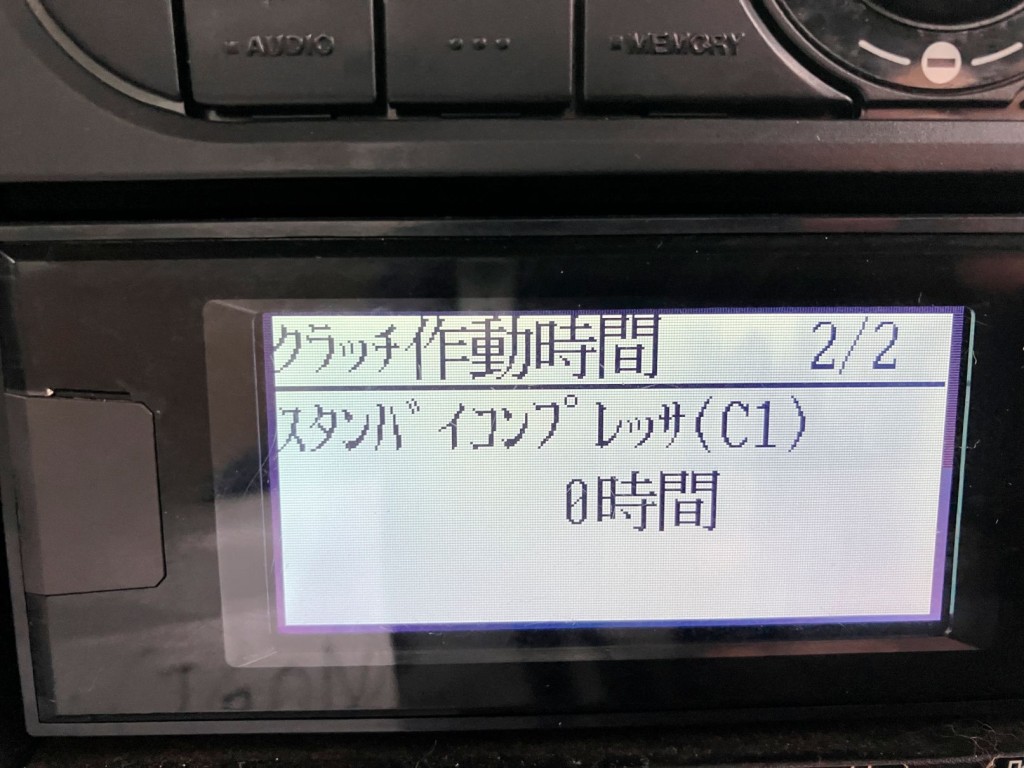 AUDIO
MEMORY
ｸﾗｯﾁ作動時間 2/2
ｽﾀﾝﾊﾞｲｺﾝﾌﾟﾚｯｻ(C1)
0時間